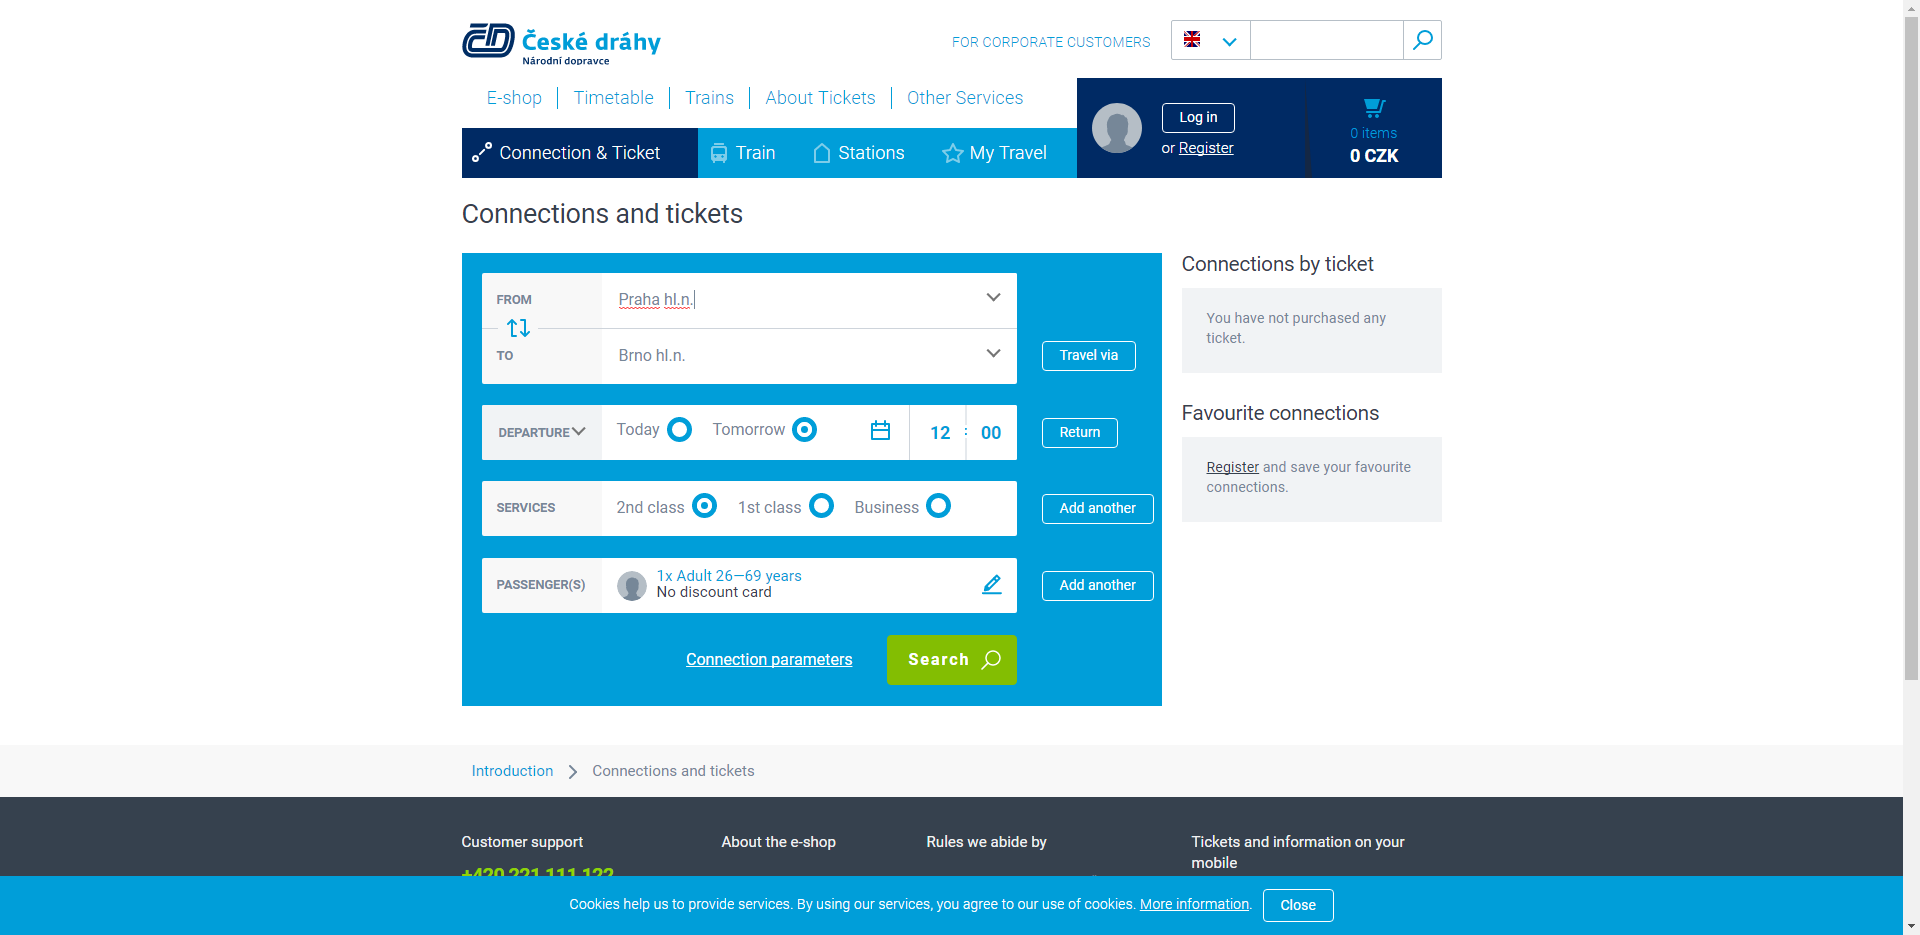 ČD České dráhy
Národní dopravce
FOR CORPORATE CUSTOMERS
E-shop
Timetable
Trains
About Tickets
Other Services
Log in
or Register
0 items
0 CZK
Connection & Ticket
Train
Stations
My Travel
Connections and tickets
FROM
Praha hl.n.
TO
Brno hl.n.
Travel via
DEPARTURE
Today
Tomorrow
12 : 00
Return
SERVICES
2nd class
1st class
Business
Add another
PASSENGER(S)
1x Adult 26—69 years
No discount card
Add another
Connection parameters
Search
Connections by ticket
You have not purchased any
ticket.
Favourite connections
Register and save your favourite
connections.
Introduction
Connections and tickets
Customer support
+420 221 111 122
About the e-shop
Rules we abide by
Tickets and information on your
mobile
Cookies help us to provide services. By using our services, you agree to our use of cookies. More information.
Close